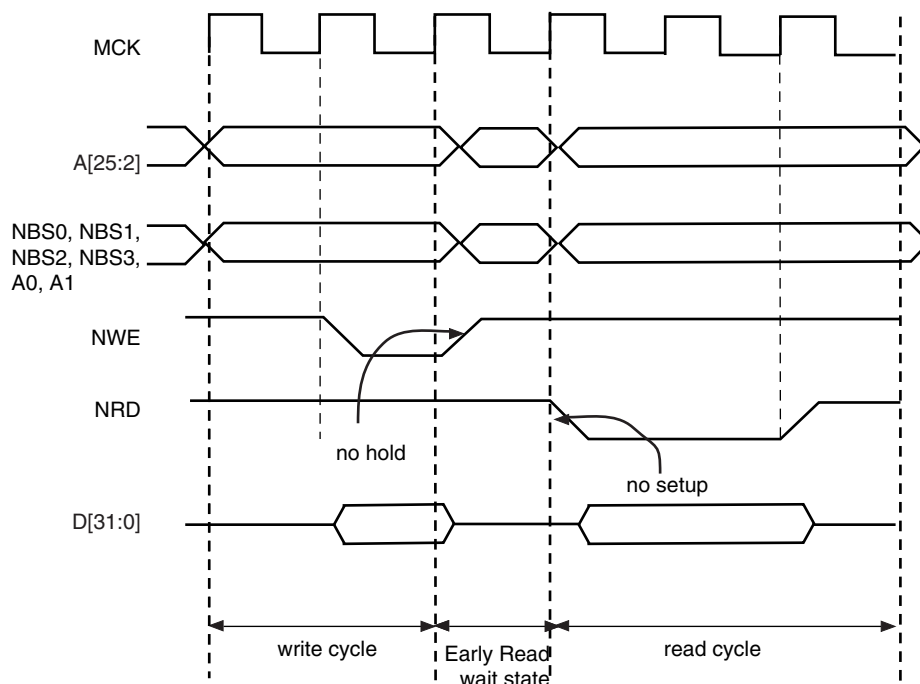 MCK
A[25:2]
NBS0, NBS1,
NBS2, NBS3,
A0, A1
NWE
NRD
no hold
no setup
D[31:0]
write cycle
Early Read
wait state
read cycle